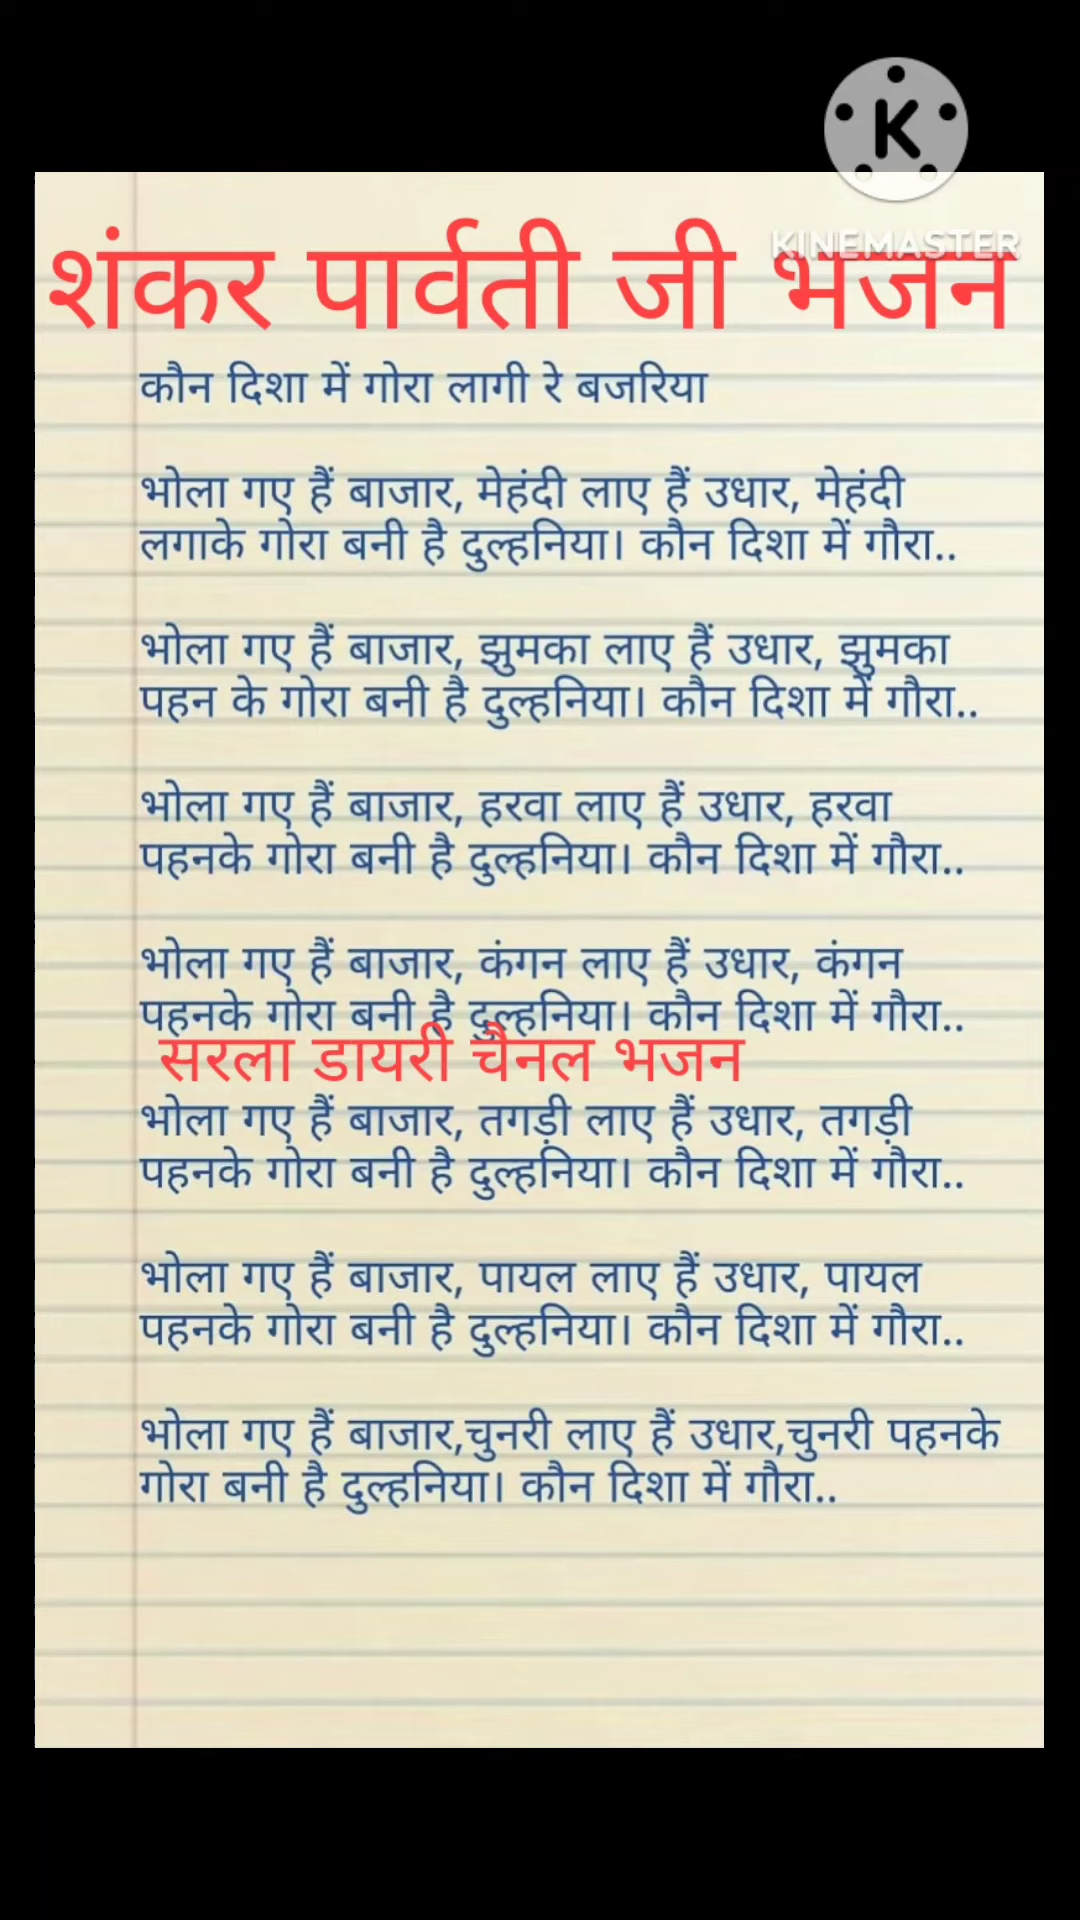 K
KINEMASTER
शंकर पार्वती जी भजन
कौन दिशा में गोरा लागी रे बजरिया
भोला गए हैं बाजार, मेहंदी लाए हैं उधार, मेहंदी
लगाके गोरा बनी है दुल्हनिया। कौन दिशा में गौरा..
भोला गए हैं बाजार, झुमका लाए हैं उधार, झुमका
पहन के गोरा बनी है दुल्हनिया। कौन दिशा में गौरा..
भोला गए हैं बाजार, हरवा लाए हैं उधार, हरवा
पहनके गोरा बनी है दुल्हनिया। कौन दिशा में गौरा..
भोला गए हैं बाजार, कंगन लाए हैं उधार, कंगन
पहनके गोरा बनी है दुल्हनिया। कौन दिशा में गौरा..
सरला डायरी चैनल भजन
भोला गए हैं बाजार, तगड़ी लाए हैं उधार, तगड़ी
पहनके गोरा बनी है दुल्हनिया। कौन दिशा में गौरा..
भोला गए हैं बाजार, पायल लाए हैं उधार, पायल
पहनके गोरा बनी है दुल्हनिया। कौन दिशा में गौरा..
भोला गए हैं बाजार,चुनरी लाए हैं उधार,चुनरी पहनके
गोरा बनी है दुल्हनिया। कौन दिशा में गौरा..